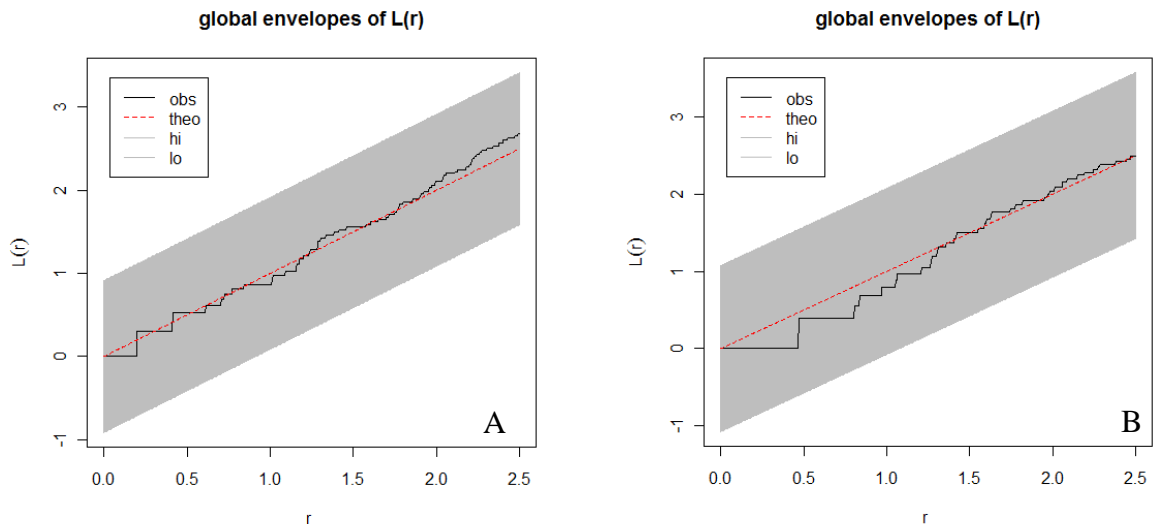 global envelopes of L(r)
L(r)
3
2
1
0
-1
obs
theo
hi
lo
A
0.0 0.5 1.0 1.5 2.0 2.5
r
global envelopes of L(r)
L(r)
3
2
1
0
-1
obs
theo
hi
lo
B
0.0 0.5 1.0 1.5 2.0 2.5
r